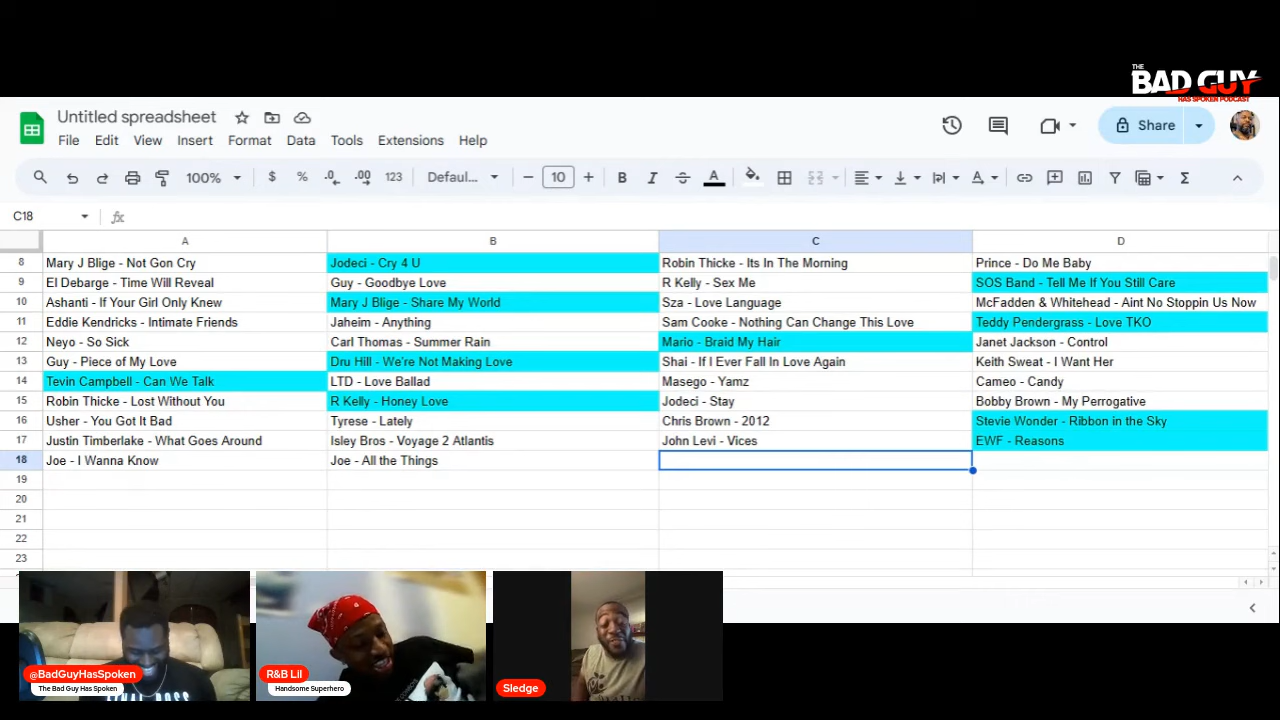 THE
BAD GUY
HAS SPOKEN PODCAST
Untitled spreadsheet
File Edit View Insert Format Data Tools Extensions Help
Share
100% $ % .0 .00 123 Defaul... 10 B I A
C18 fx
A B C D
8 Mary J Blige - Not Gon Cry Jodeci - Cry 4 U Robin Thicke - Its In The Morning Prince - Do Me Baby
9 El Debarge - Time Will Reveal Guy - Goodbye Love R Kelly - Sex Me SOS Band - Tell Me If You Still Care
10 Ashanti - If Your Girl Only Knew Mary J Blige - Share My World Sza - Love Language McFadden & Whitehead - Aint No Stoppin Us Now
11 Eddie Kendricks - Intimate Friends Jaheim - Anything Sam Cooke - Nothing Can Change This Love Teddy Pendergrass - Love TKO
12 Neyo - So Sick Carl Thomas - Summer Rain Mario - Braid My Hair Janet Jackson - Control
13 Guy - Piece of My Love Dru Hill - We're Not Making Love Shai - If I Ever Fall In Love Again Keith Sweat - I Want Her
14 Tevin Campbell - Can We Talk LTD - Love Ballad Masego - Yamz Cameo - Candy
15 Robin Thicke - Lost Without You R Kelly - Honey Love Jodeci - Stay Bobby Brown - My Perrogative
16 Usher - You Got It Bad Tyrese - Lately Chris Brown - 2012 Stevie Wonder - Ribbon in the Sky
17 Justin Timberlake - What Goes Around Isley Bros - Voyage 2 Atlantis John Levi - Vices EWF - Reasons
18 Joe - I Wanna Know Joe - All the Things
19
20
21
22
23
@BadGuyHasSpoken
The Bad Guy Has Spoken
R&B Lil
Handsome Superhero
Sledge